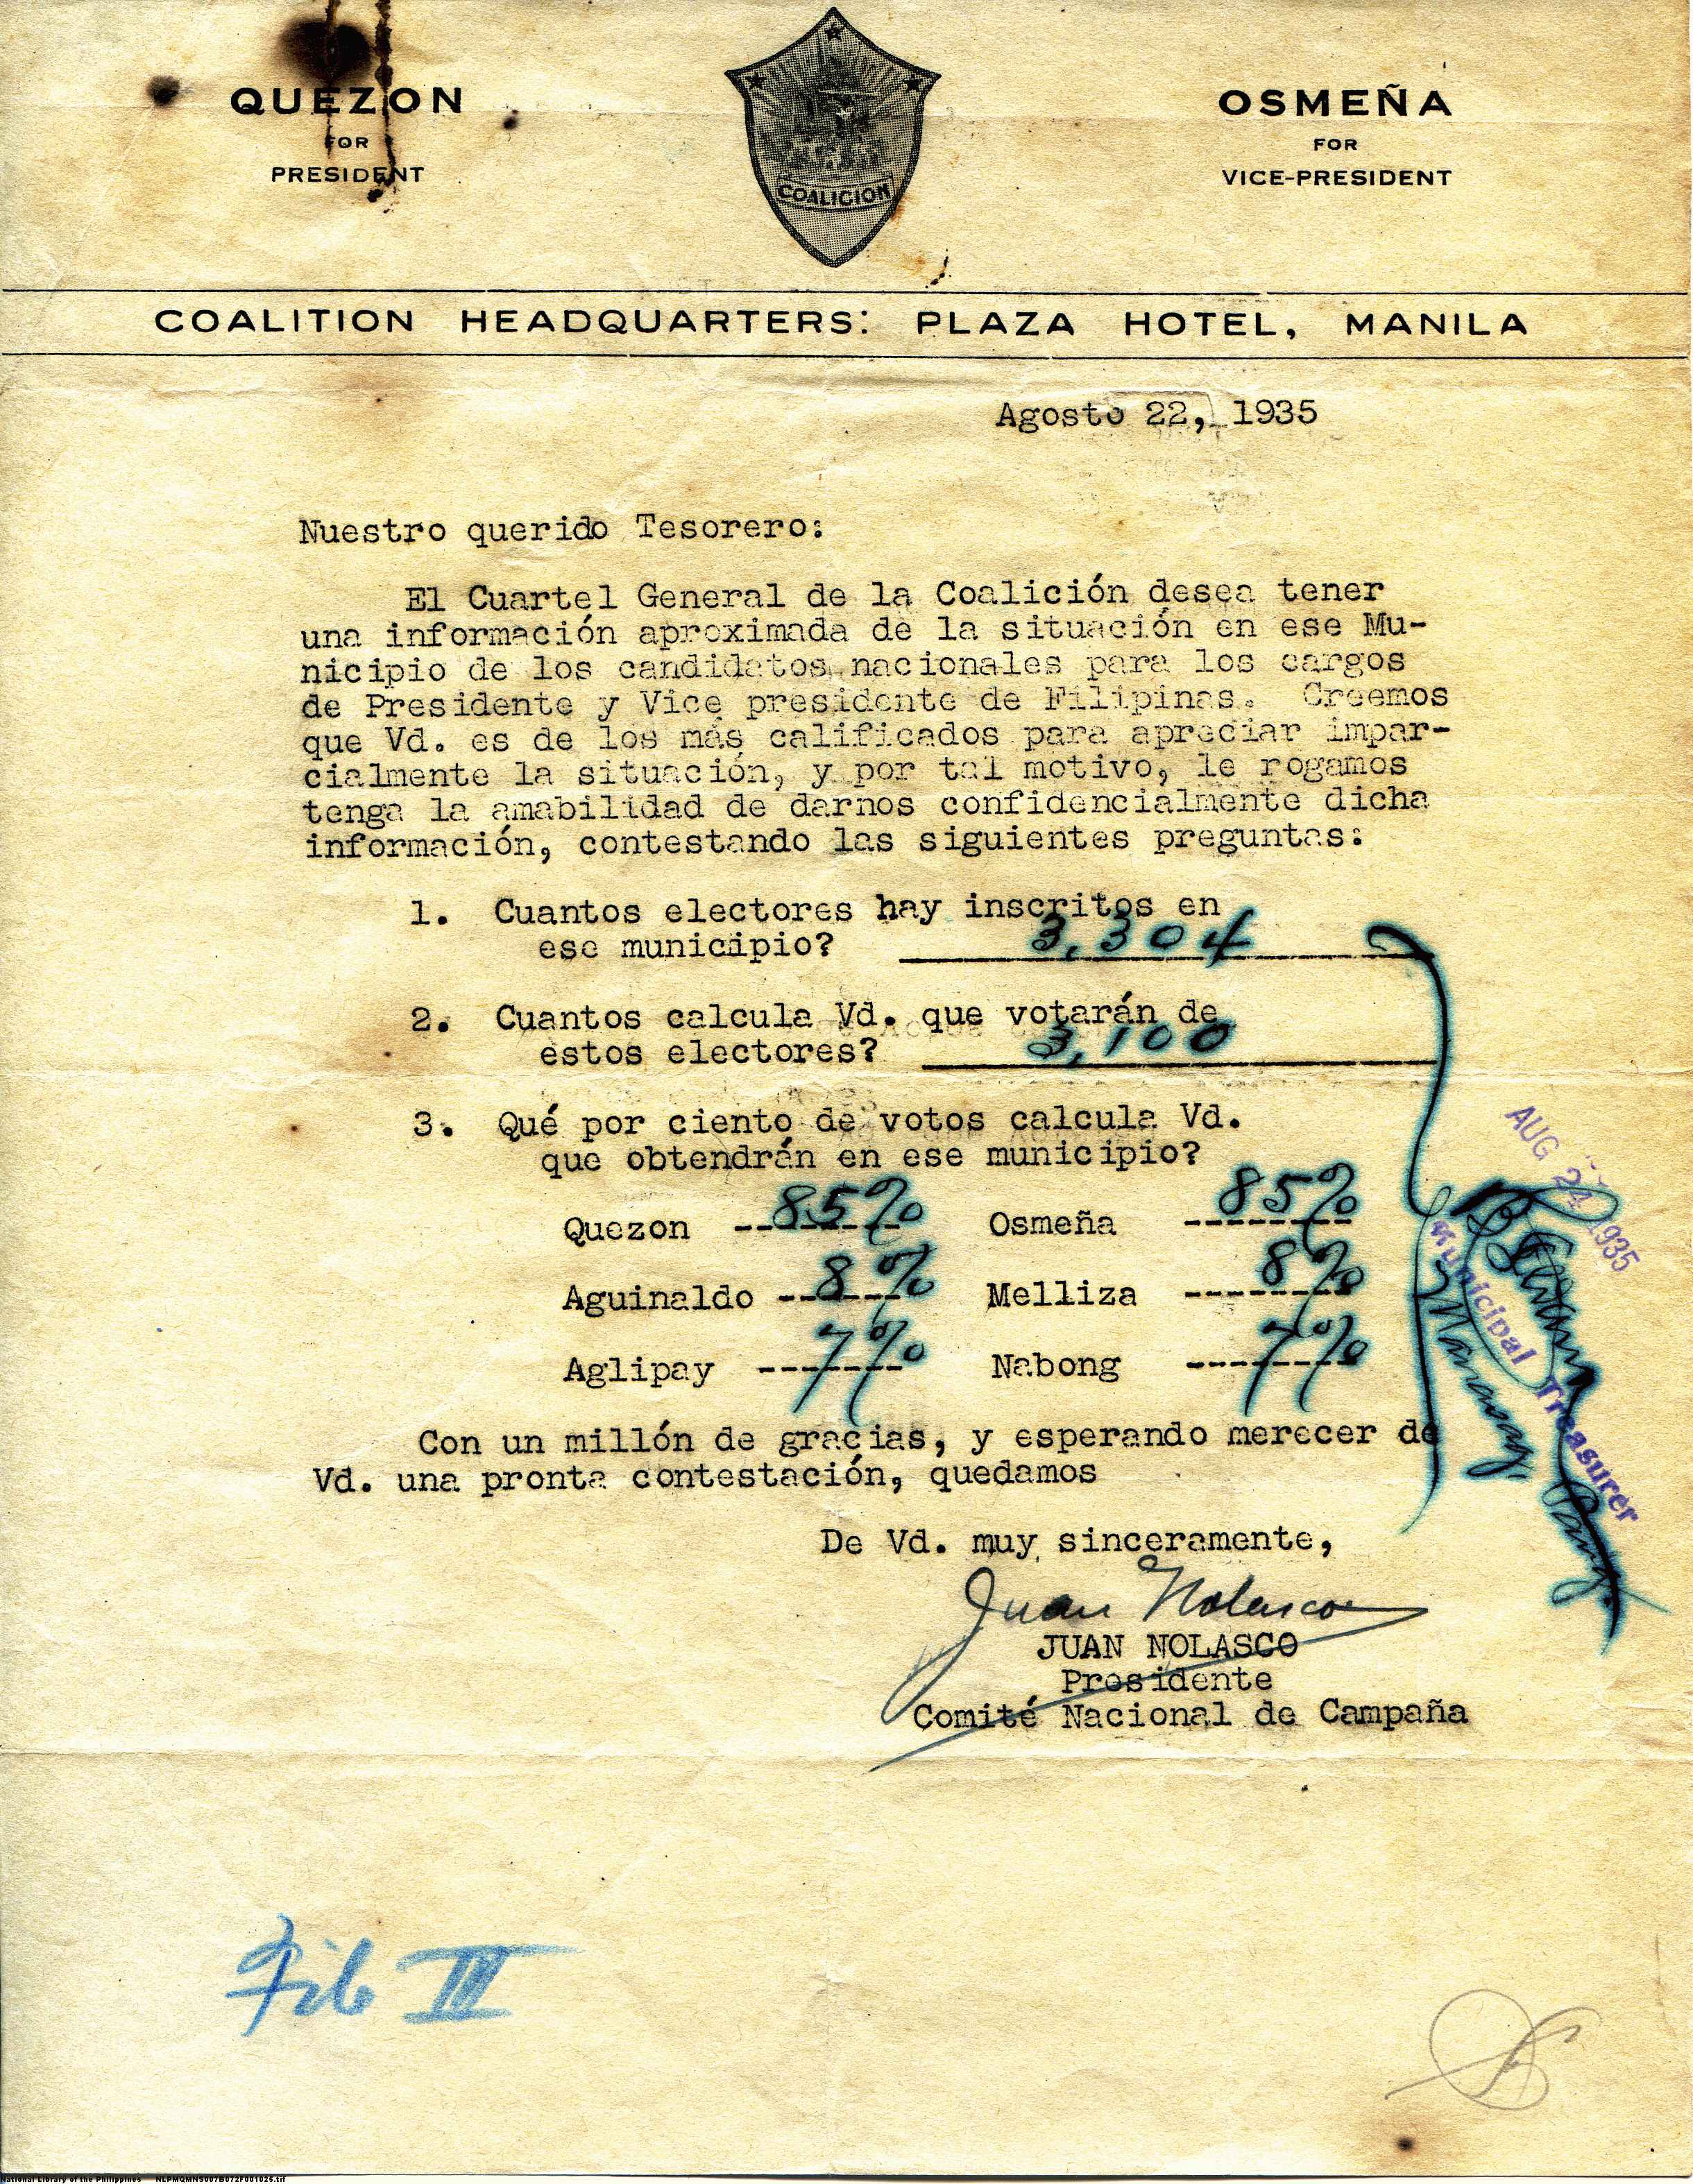 QUEZON
FOR
PRESIDENT
COALICION
OSMEÑA
FOR
VICE-PRESIDENT
COALITION HEADQUARTERS: PLAZA HOTEL, MANILA
Agosto 22, 1935
Nuestro querido Tesorero:
El Cuartel General de la Coalición desea tener
una información aproximada de la situación en ese Mu-
nicipio de los candidatos nacionales para los cargos
de Presidente y Vice presidente de Filipinas. Creemos
que Vd. es de los más calificados para apreciar impar-
cialmente la situación, y por tal motivo, le rogamos
tenga la amabilidad de darnos confidencialmente dicha
información, contestando las siguientes preguntas:
1. Cuantos electores hay inscritos en
ese municipio? 3,304
2. Cuantos calcula Vd. que votarán de
estos electores? 3,100
3. Qué por ciento de votos calcula Vd.
que obtendrán en ese municipio?
Quezon 85% Osmeña 85%
Aguinaldo 8% Melliza 8%
Aglipay 7% Nabong 7%
AUG 24 1935
Municipal Treasurer
Con un millón de gracias, y esperando merecer de
Vd. una pronta contestación, quedamos
De Vd. muy sinceramente,
Juan Nolasco
JUAN NOLASCO
Presidente
Comité Nacional de Campaña
File III
National Library of the Philippines NLPMQMNS007B072F001026.tif